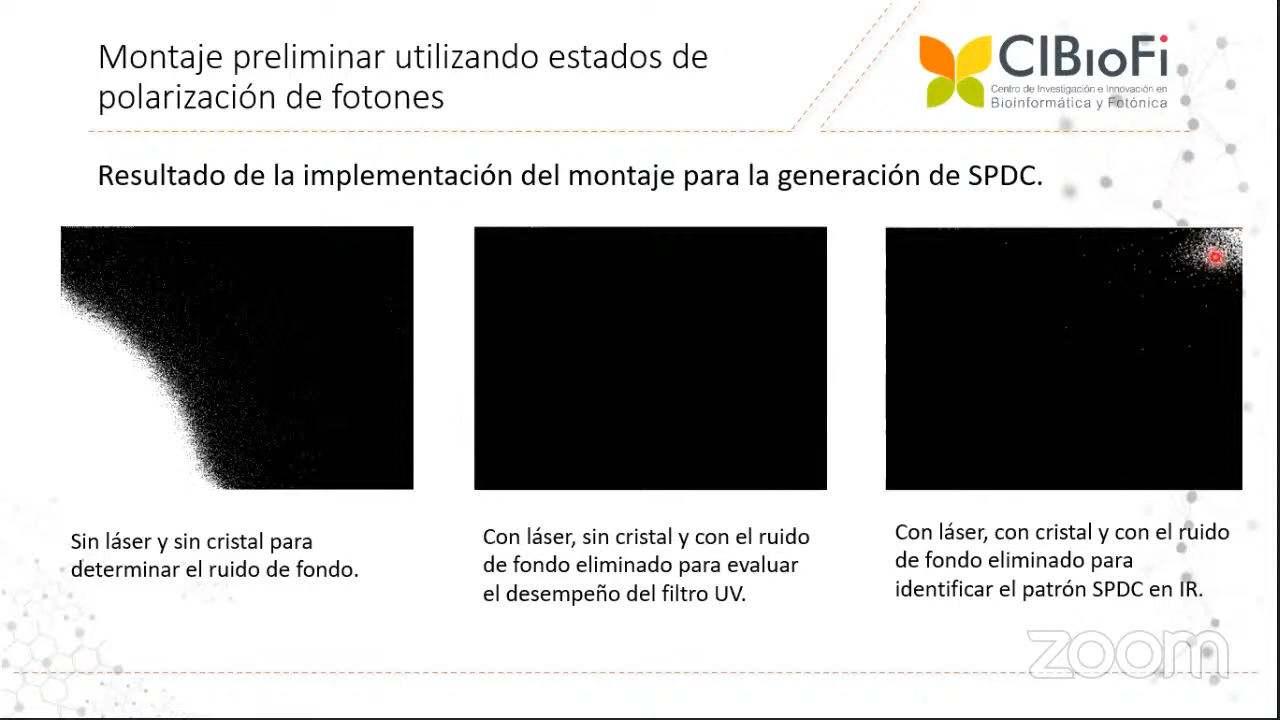 Montaje preliminar utilizando estados de
polarización de fotones
CIBioFi
Centro de Investigación e Innovación en
Bioinformática y Fotónica
Resultado de la implementación del montaje para la generación de SPDC.
Sin láser y sin cristal para
determinar el ruido de fondo.
Con láser, sin cristal y con el ruido
de fondo eliminado para evaluar
el desempeño del filtro UV.
Con láser, con cristal y con el ruido
de fondo eliminado para
identificar el patrón SPDC en IR.
zoom